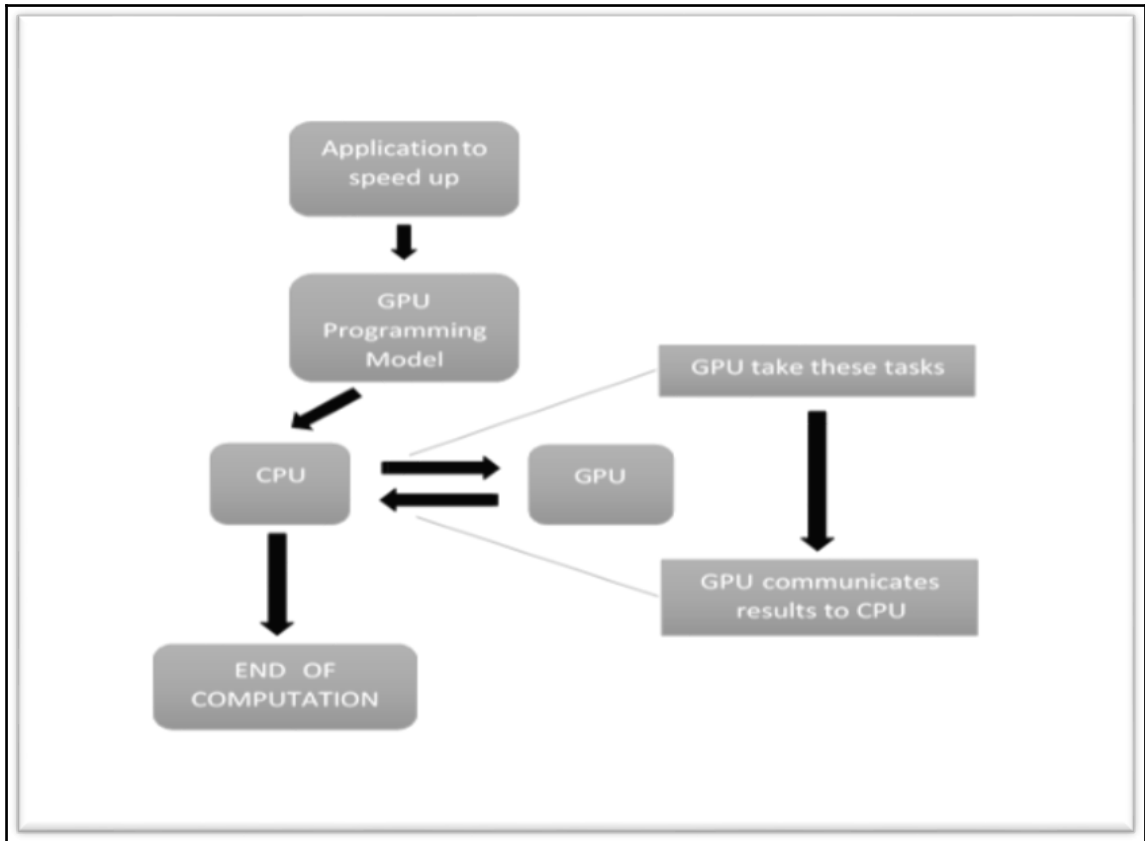 Application to
speed up
GPU
Programming
Model
GPU take these tasks
CPU
GPU
GPU communicates
results to CPU
END OF
COMPUTATION